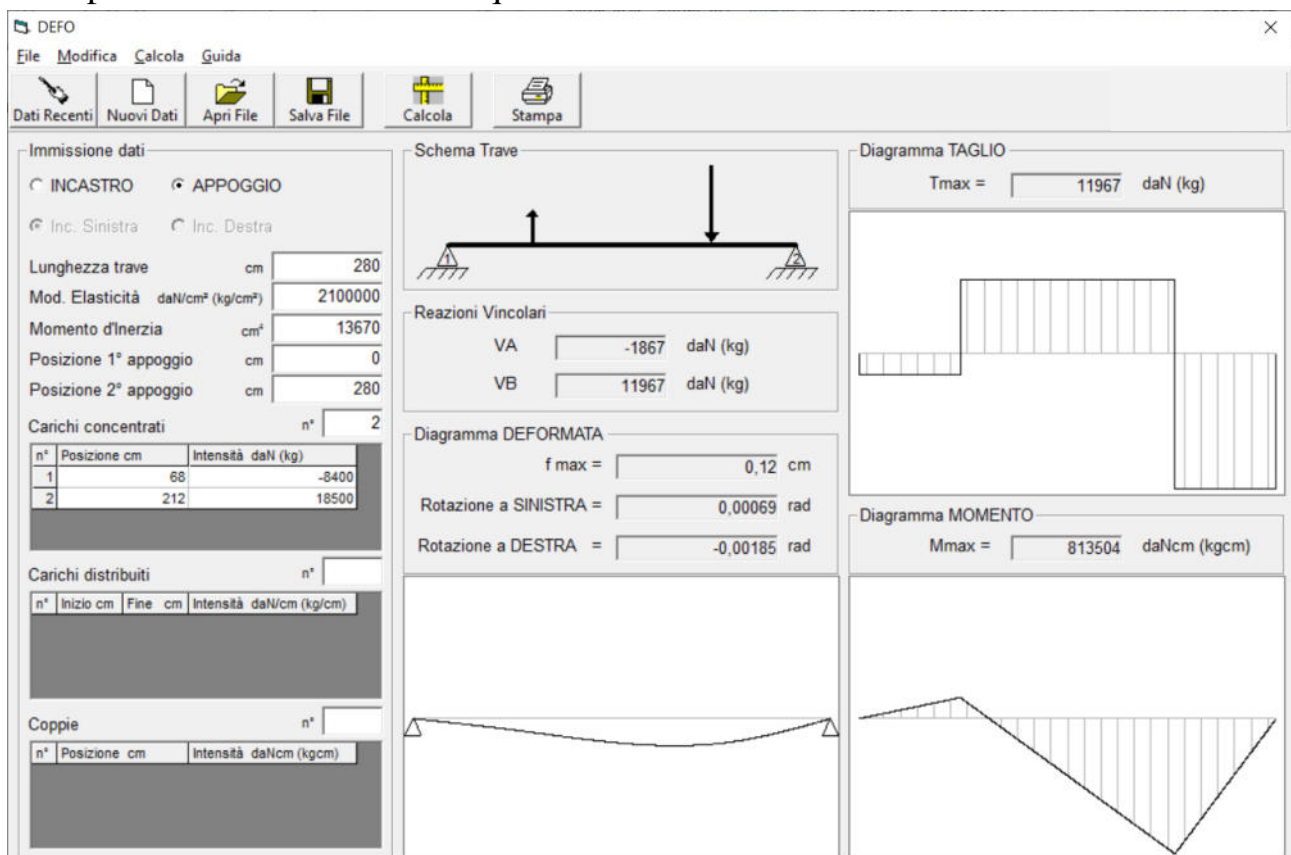 DEFO
File Modifica Calcola Guida
Dati Recenti Nuovi Dati Apri File Salva File Calcola Stampa
Immissione dati
INCASTRO APPOGGIO
Inc. Sinistra Inc. Destra
Lunghezza trave cm 280
Mod. Elasticità daN/cm² (kg/cm²) 2100000
Momento d'Inerzia cm⁴ 13670
Posizione 1° appoggio cm 0
Posizione 2° appoggio cm 280
Carichi concentrati n° 2
n° Posizione cm Intensità daN (kg)
1 68 -8400
2 212 18500
Carichi distribuiti n°
n° Inizio cm Fine cm Intensità daN/cm (kg/cm)
Coppie n°
n° Posizione cm Intensità daNcm (kgcm)
Schema Trave
1 2
Reazioni Vincolari
VA -1867 daN (kg)
VB 11967 daN (kg)
Diagramma DEFORMATA
f max = 0,12 cm
Rotazione a SINISTRA = 0,00069 rad
Rotazione a DESTRA = -0,00185 rad
Diagramma TAGLIO
Tmax = 11967 daN (kg)
Diagramma MOMENTO
Mmax = 813504 daNcm (kgcm)